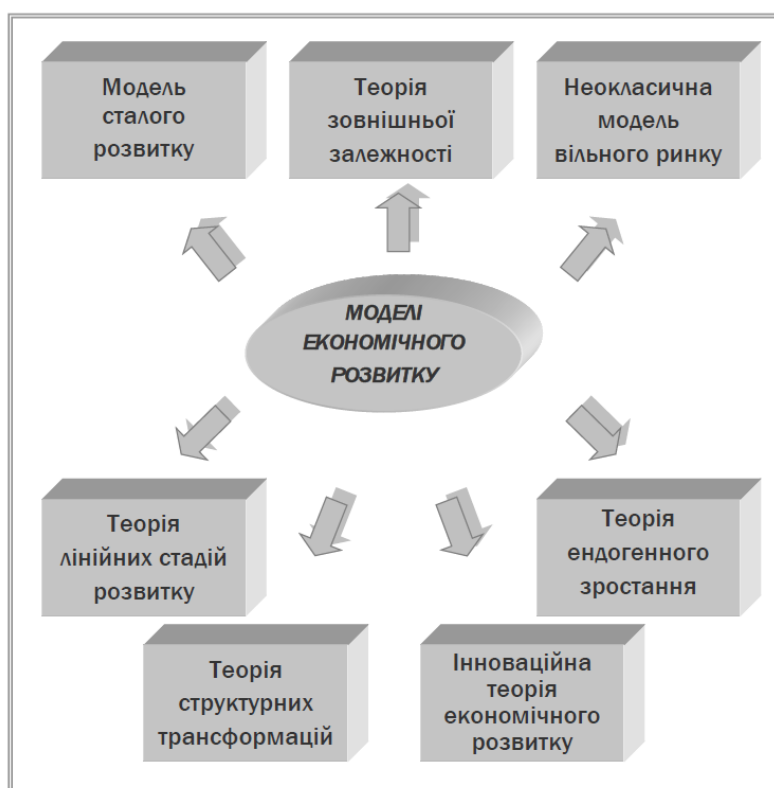 Модель
сталого
розвитку
Теорія
зовнішньої
залежності
Неокласична
модель
вільного ринку
МОДЕЛІ
ЕКОНОМІЧНОГО
РОЗВИТКУ
Теорія
лінійних стадій
розвитку
Теорія
ендогенного
зростання
Теорія
структурних
трансформацій
Інноваційна
теорія
економічного
розвитку